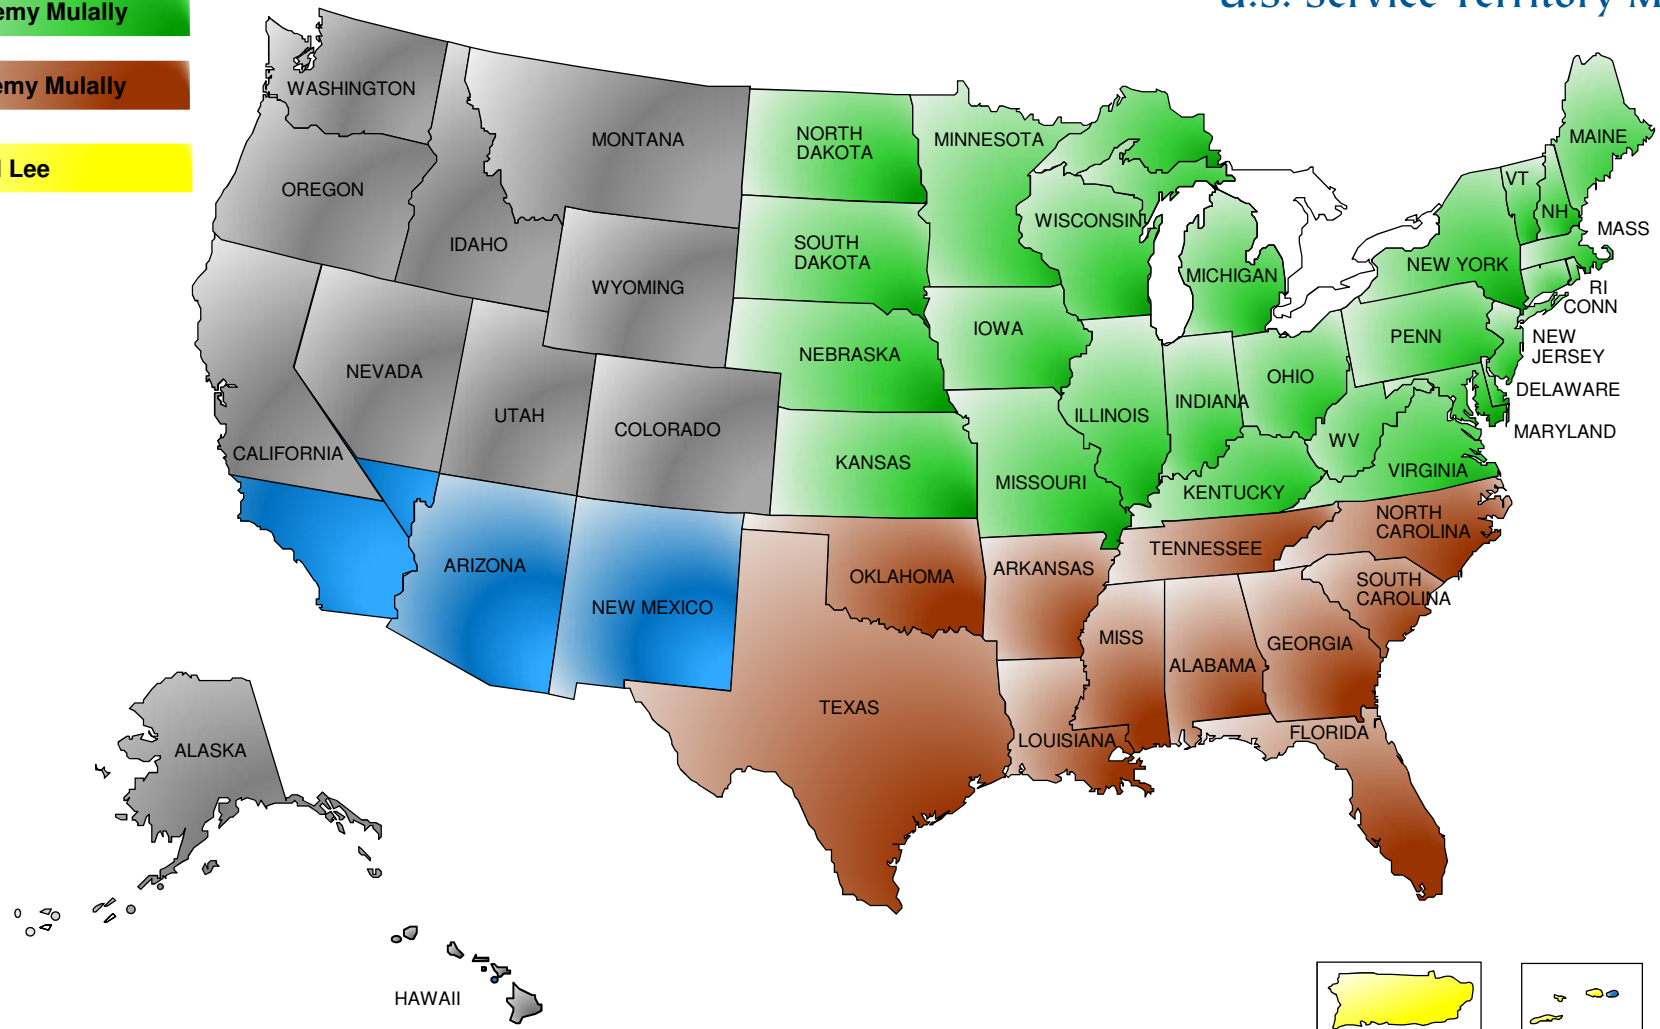 U.S. Service Territory M
emy Mulally
emy Mulally
Lee
WASHINGTON
MONTANA
NORTH
DAKOTA
MINNESOTA
MAINE
VT
OREGON
NH
IDAHO
WISCONSIN
MASS
SOUTH
DAKOTA
NEW YORK
MICHIGAN
WYOMING
RI
CONN
IOWA
PENN
NEW
JERSEY
NEBRASKA
NEVADA
OHIO
DELAWARE
UTAH
COLORADO
ILLINOIS
INDIANA
MARYLAND
WV
CALIFORNIA
KANSAS
VIRGINIA
MISSOURI
KENTUCKY
NORTH
CAROLINA
TENNESSEE
ARIZONA
OKLAHOMA
ARKANSAS
SOUTH
CAROLINA
NEW MEXICO
MISS
GEORGIA
ALABAMA
TEXAS
FLORIDA
LOUISIANA
ALASKA
HAWAII